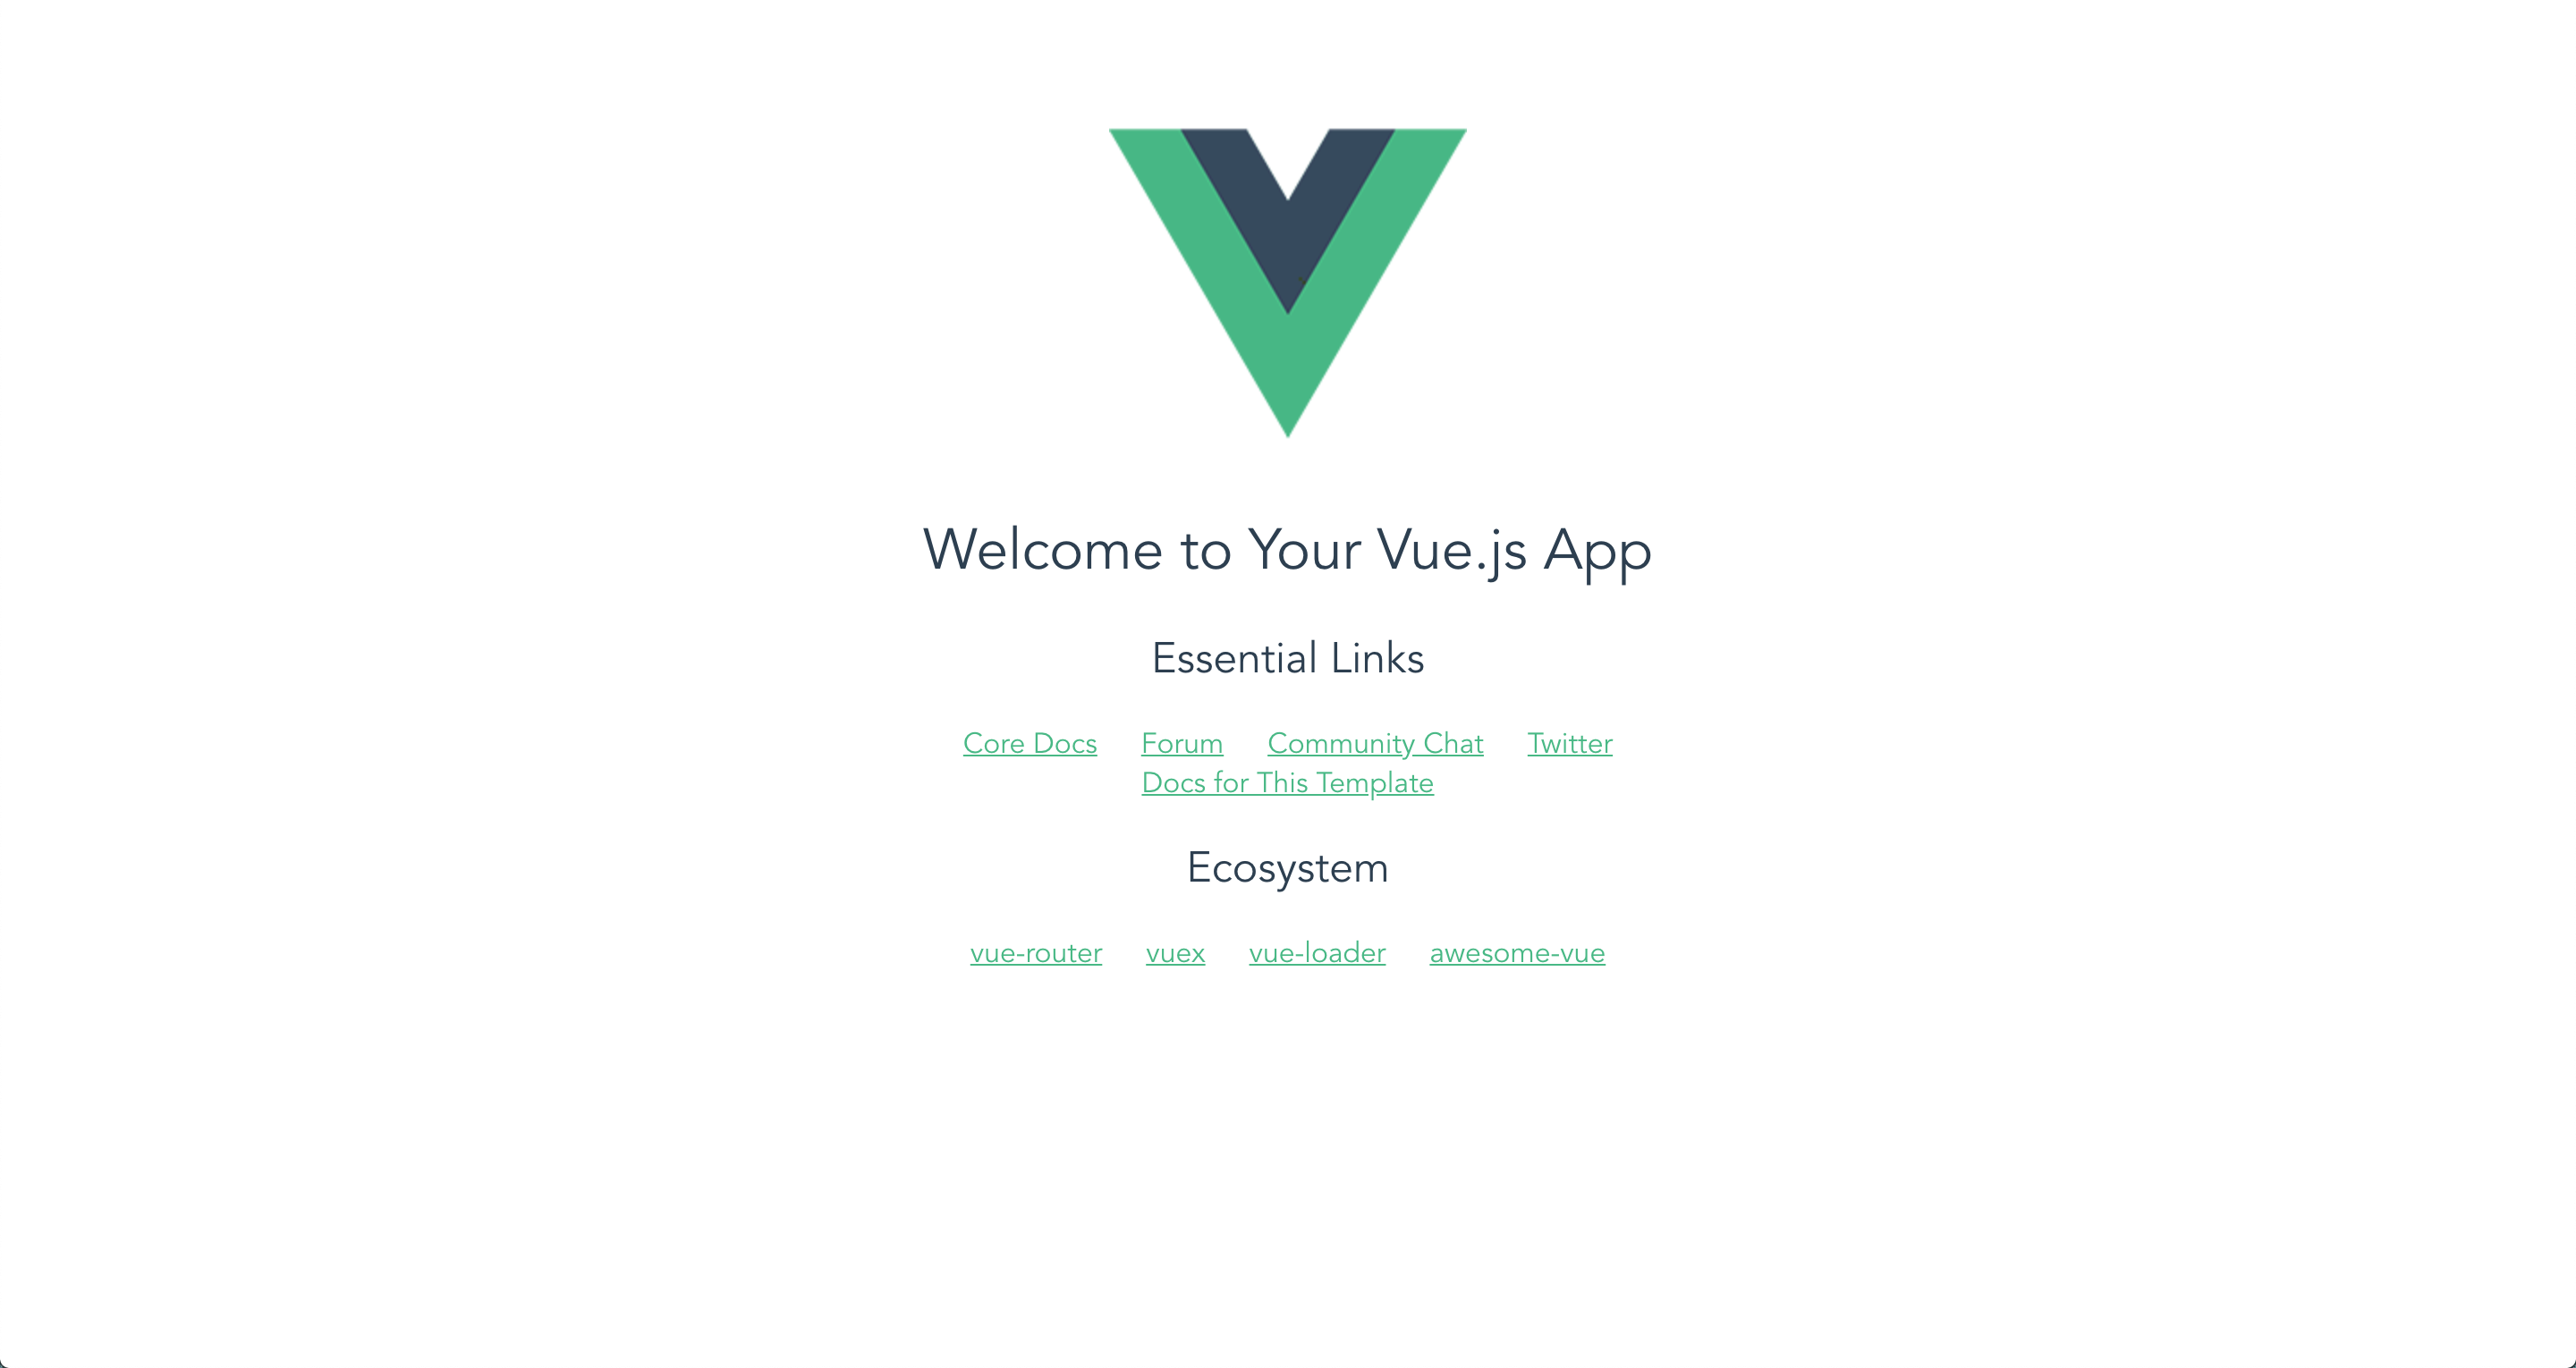 Welcome to Your Vue.js App
Essential Links
Core Docs Forum Community Chat Twitter
Docs for This Template
Ecosystem
vue-router vuex vue-loader awesome-vue